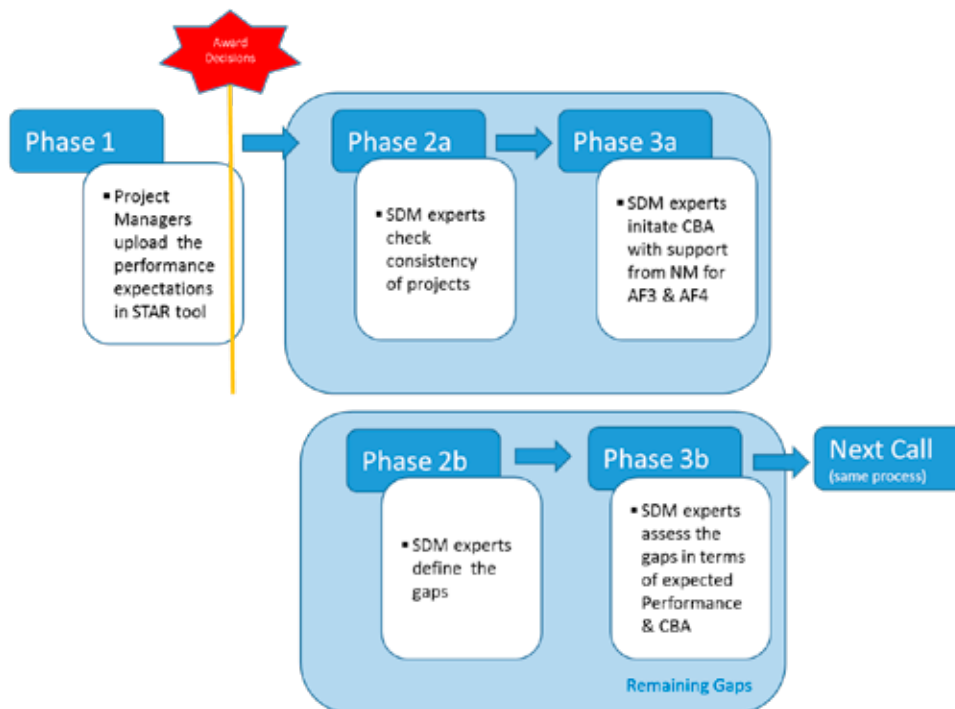 Award
Decisions
Phase 1
▪ Project
Managers
upload the
performance
expectations
in STAR tool
Phase 2a
▪ SDM experts
check
consistency
of projects
Phase 3a
▪ SDM experts
initate CBA
with support
from NM for
AF3 & AF4
Phase 2b
▪ SDM experts
define the
gaps
Phase 3b
▪ SDM experts
assess the
gaps in terms
of expected
Performance
& CBA
Remaining Gaps
Next Call
(same process)